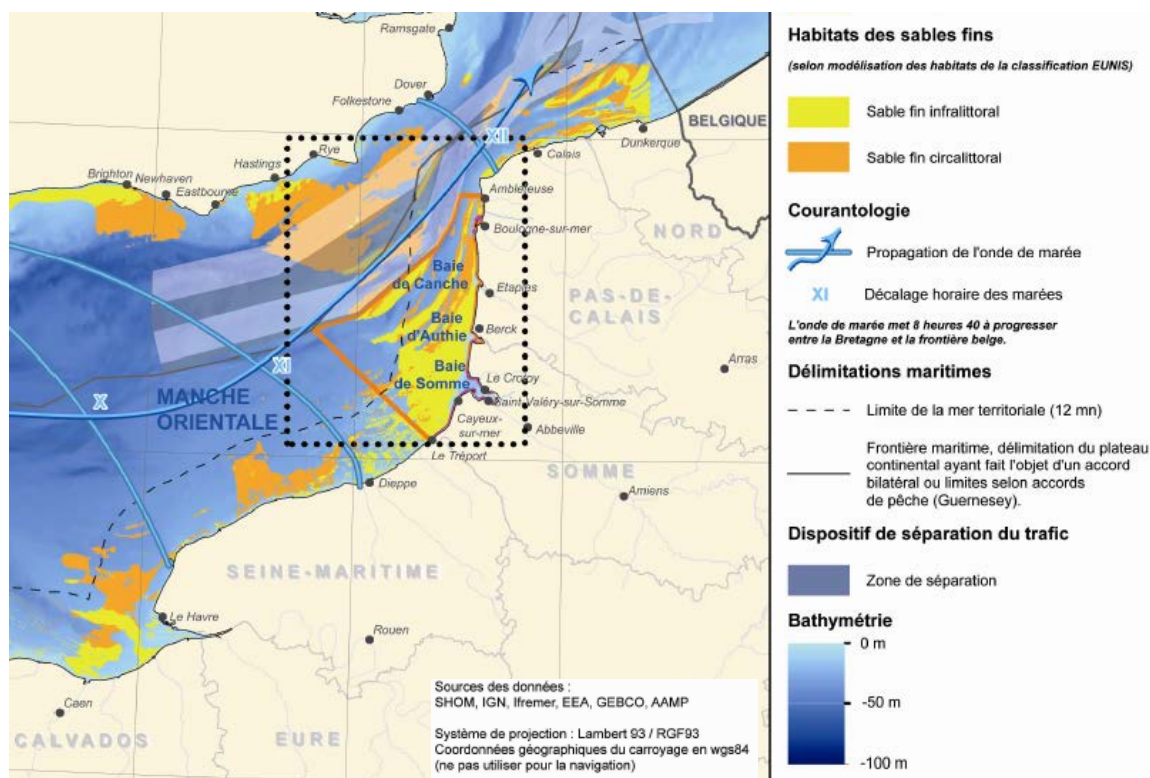 Ramsgate
Dover
Folkestone
BELGIQUE
Dunkerque
Calais
XII
Rye
Hastings
Brighton
Newhaven
Eastbourne
Ambleteuse
Boulogne-sur-mer
NORD
Baie
de Canche
Etaples
PAS-DE-
CALAIS
Baie
d'Authie
Berck
Arras
XI
Baie
de Somme
Le Crotoy
Saint-Valéry-sur-Somme
X
MANCHE
ORIENTALE
Cayeux-
sur-mer
Abbeville
Le Tréport
SOMME
Dieppe
Amiens
SEINE-MARITIME
Le Havre
Rouen
Caen
CALVADOS
EURE
Sources des données :
SHOM, IGN, Ifremer, EEA, GEBCO, AAMP
Système de projection : Lambert 93 / RGF93
Coordonnées géographiques du carroyage en wgs84
(ne pas utiliser pour la navigation)
Habitats des sables fins
(selon modélisation des habitats de la classification EUNIS)
Sable fin infralittoral
Sable fin circalittoral
Courantologie
Propagation de l'onde de marée
XI Décalage horaire des marées
L'onde de marée met 8 heures 40 à progresser
entre la Bretagne et la frontière belge.
Délimitations maritimes
Limite de la mer territoriale (12 mn)
Frontière maritime, délimitation du plateau
continental ayant fait l'objet d'un accord
bilatéral ou limites selon accords
de pêche (Guernesey).
Dispositif de séparation du trafic
Zone de séparation
Bathymétrie
0 m
-50 m
-100 m